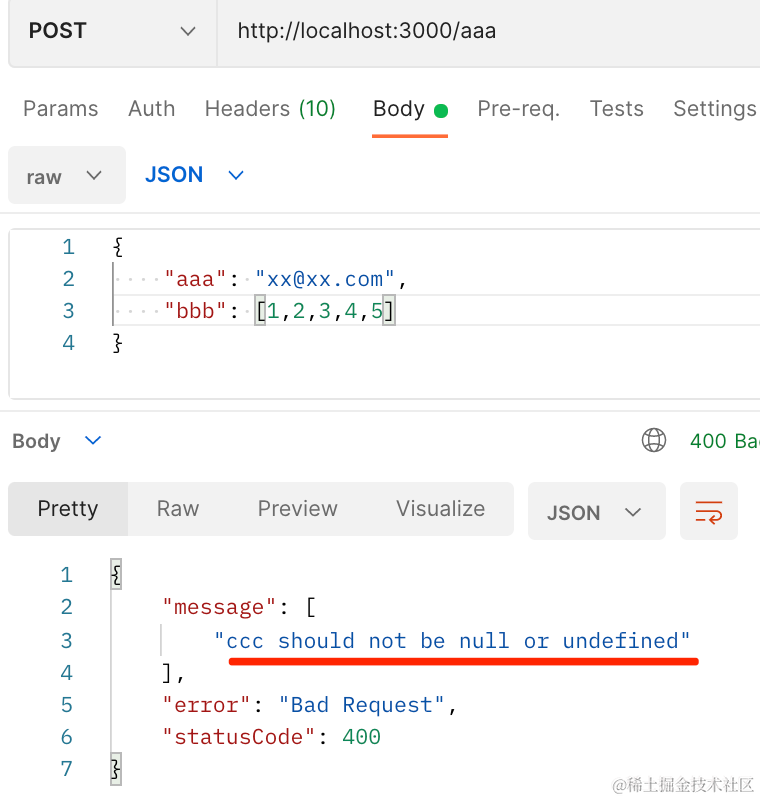 POST http://localhost:3000/aaa
Params Auth Headers (10) Body Pre-req. Tests Settings
raw JSON
1 {
2 "aaa": "xx@xx.com",
3 "bbb": [1,2,3,4,5]
4 }
Body 400 Ba
Pretty Raw Preview Visualize JSON
1 {
2 "message": [
3 "ccc should not be null or undefined"
4 ],
5 "error": "Bad Request",
6 "statusCode": 400
7 }
@稀土掘金技术社区